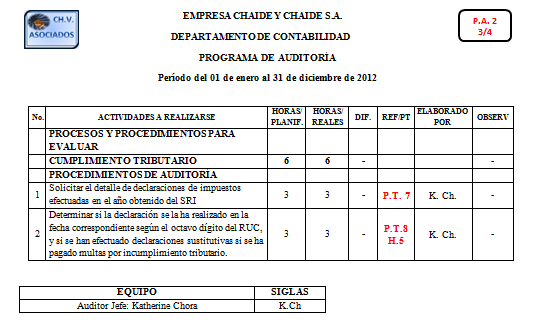 CH.V.
ASOCIADOS
EMPRESA CHAIDE Y CHAIDE S.A.
DEPARTAMENTO DE CONTABILIDAD
PROGRAMA DE AUDITORÍA
Período del 01 de enero al 31 de diciembre de 2012
P.A. 2
3/4
No. ACTIVIDADES A REALIZARSE HORAS/ PLANIF. HORAS/ REALES DIF. REF/PT ELABORADO POR OBSERV
PROCESOS Y PROCEDIMIENTOS PARA
EVALUAR
CUMPLIMIENTO TRIBUTARIO 6 6 - -
PROCEDIMIENTOS DE AUDITORÍA
1 Solicitar el detalle de declaraciones de impuestos
efectuadas en el año obtenido del SRI 3 3 - P.T. 7 K. Ch. -
2 Determinar si la declaración se la ha realizado en la
fecha correspondiente según el octavo dígito del RUC,
y si se han efectuado declaraciones sustitutivas si se ha
pagado multas por incumplimiento tributario. 3 3 - P.T.8 H.5 K. Ch. -
EQUIPO SIGLAS
Auditor Jefe: Katherine Chora K.Ch